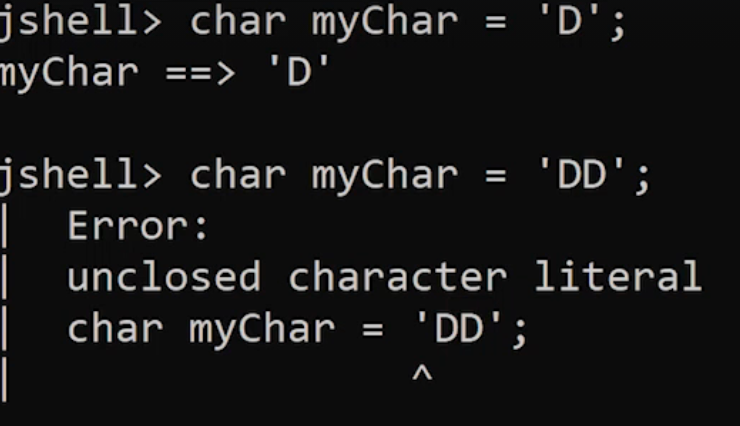 jshell> char myChar = 'D';
myChar ==> 'D'
jshell> char myChar = 'DD';
|   Error:
|   unclosed character literal
|   char myChar = 'DD';
|                 ^